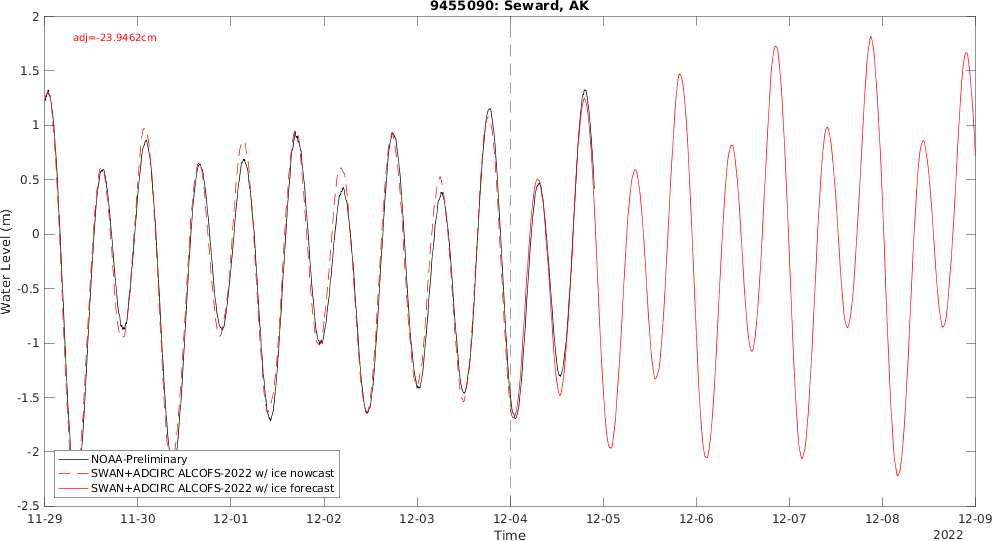 9455090: Seward, AK
adj=-23.9462cm
Water Level (m)
2
1.5
1
0.5
0
-0.5
-1
-1.5
-2
-2.5
NOAA-Preliminary
SWAN+ADCIRC ALCOFS-2022 w/ ice nowcast
SWAN+ADCIRC ALCOFS-2022 w/ ice forecast
11-29 11-30 12-01 12-02 12-03 12-04 12-05 12-06 12-07 12-08 12-09
Time
2022